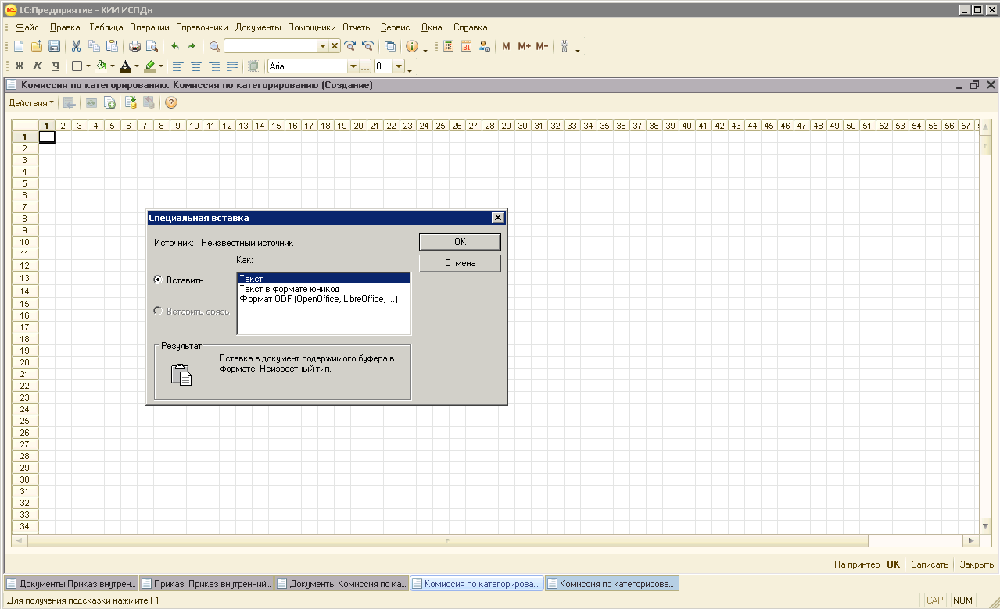 1С:Предприятие - КИИ ИСПДн
Файл Правка Таблица Операции Справочники Документы Помощники Отчеты Сервис Окна Справка
M M+ M-
Ж К Ч Arial ... 8
Комиссия по категорированию: Комиссия по категорированию (Создание)
Действия
1 2 3 4 5 6 7 8 9 10 11 12 13 14 15 16 17 18 19 20 21 22 23 24 25 26 27 28 29 30 31 32 33 34 35 36 37 38 39 40 41 42 43 44 45 46 47 48 49 50 51 52 53 54 55 56 57
1
2
3
4
5
6
7
8
9
10
11
12
13
14
15
16
17
18
19
20
21
22
23
24
25
26
27
28
29
30
31
32
33
34
Специальная вставка
Источник: Неизвестный источник
OK
Как:
Отмена
Вставить
Текст
Текст в формате юникод
Формат ODF (OpenOffice, LibreOffice, ...)
Вставить связь
Результат
Вставка в документ содержимого буфера в
формате: Неизвестный тип.
На принтер OK Записать Закрыть
Документы Приказ внутрен... Приказ: Приказ внутренний... Документы Комиссия по ка... Комиссия по категорирова... Комиссия по категорирова...
Для получения подсказки нажмите F1 CAP NUM